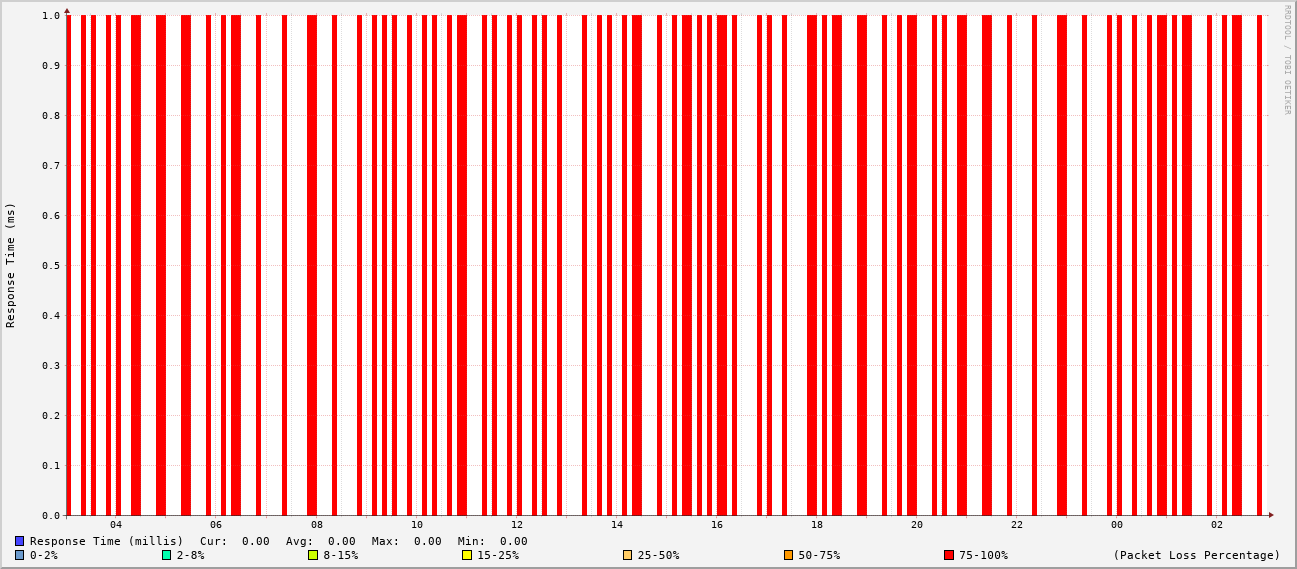 RRDTOOL / TOBI OETIKER
Response Time (ms)
1.0
0.9
0.8
0.7
0.6
0.5
0.4
0.3
0.2
0.1
0.0
04 06 08 10 12 14 16 18 20 22 00 02
Response Time (millis) Cur: 0.00 Avg: 0.00 Max: 0.00 Min: 0.00
0-2% 2-8% 8-15% 15-25% 25-50% 50-75% 75-100% (Packet Loss Percentage)